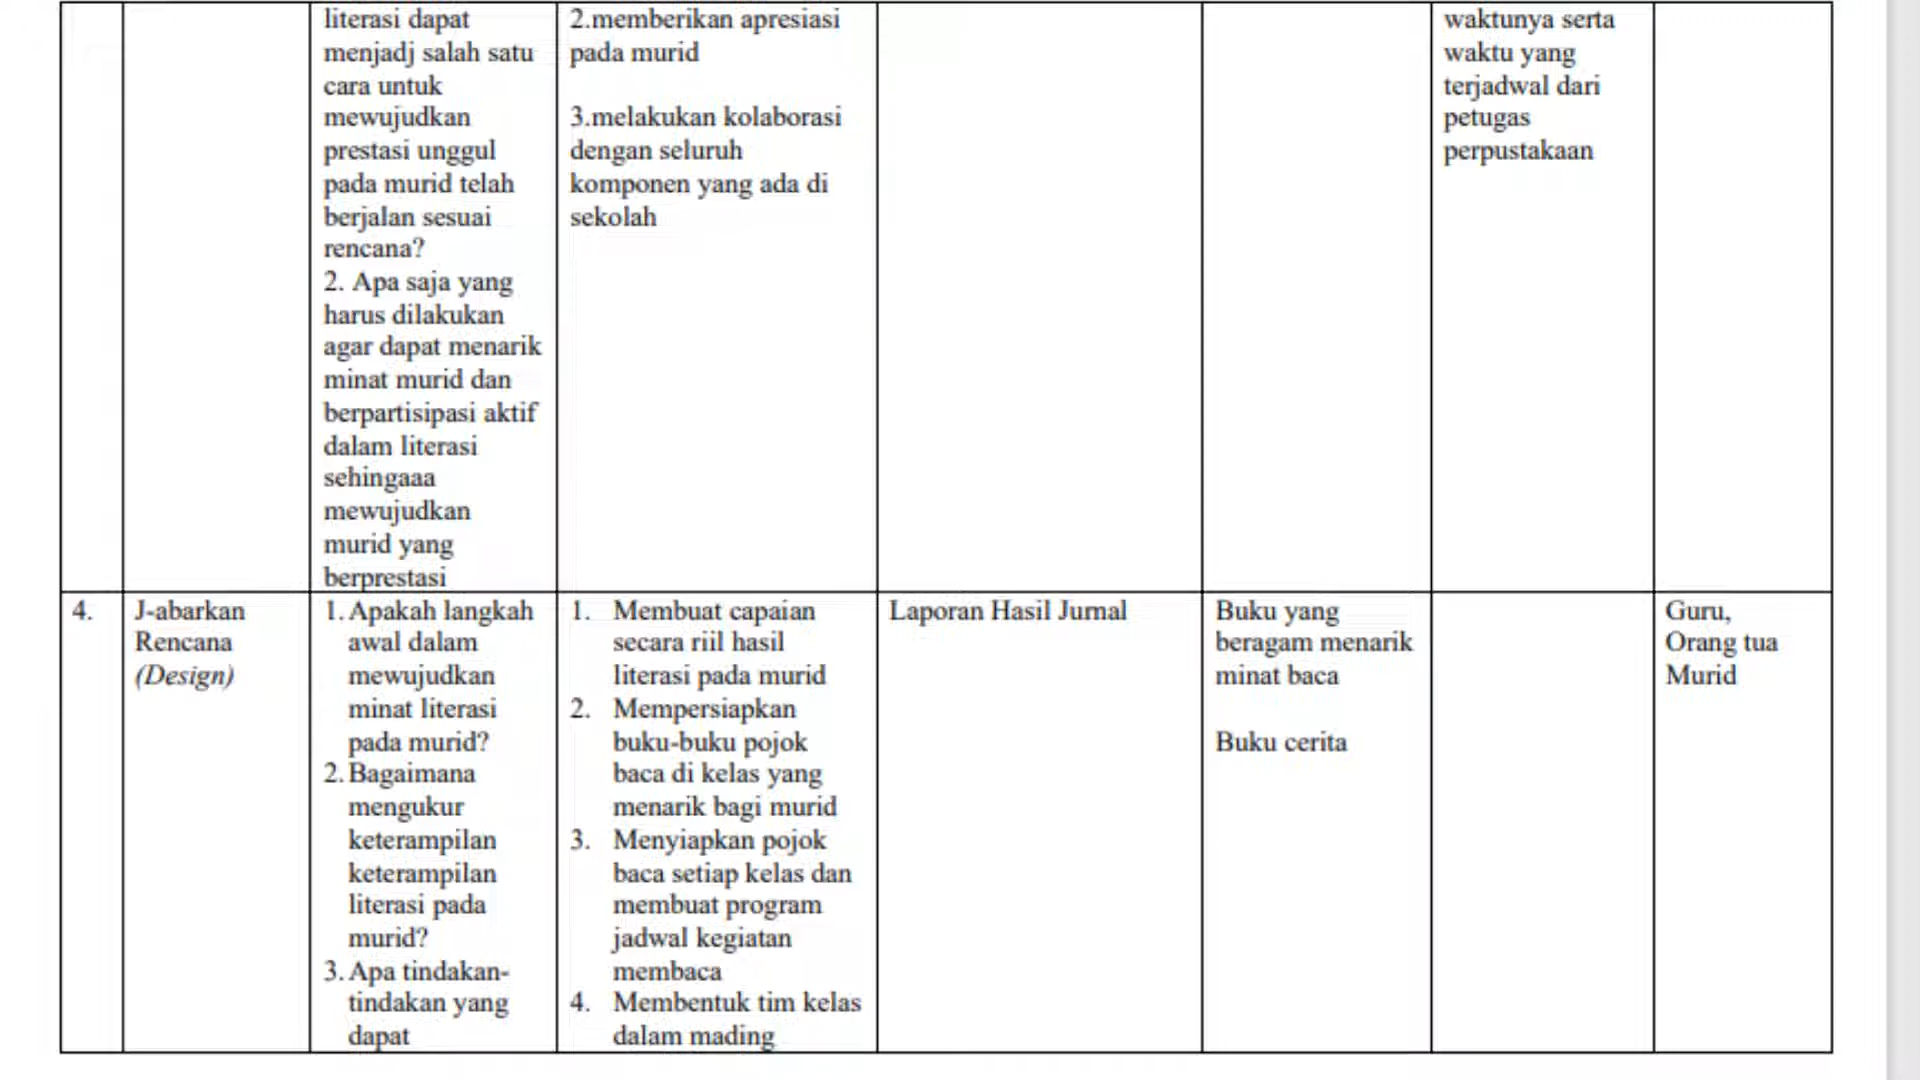 literasi dapat
menjadj salah satu
cara untuk
mewujudkan
prestasi unggul
pada murid telah
berjalan sesuai
rencana?
2. Apa saja yang
harus dilakukan
agar dapat menarik
minat murid dan
berpartisipasi aktif
dalam literasi
sehingaaa
mewujudkan
murid yang
berprestasi
2.memberikan apresiasi
pada murid
3.melakukan kolaborasi
dengan seluruh
komponen yang ada di
sekolah
waktunya serta
waktu yang
terjadwal dari
petugas
perpustakaan
4.
J-abarkan
Rencana
(Design)
1. Apakah langkah
awal dalam
mewujudkan
minat literasi
pada murid?
2. Bagaimana
mengukur
keterampilan
keterampilan
literasi pada
murid?
3. Apa tindakan-
tindakan yang
dapat
1. Membuat capaian
secara riil hasil
literasi pada murid
2. Mempersiapkan
buku-buku pojok
baca di kelas yang
menarik bagi murid
3. Menyiapkan pojok
baca setiap kelas dan
membuat program
jadwal kegiatan
membaca
4. Membentuk tim kelas
dalam mading
Laporan Hasil Jurnal
Buku yang
beragam menarik
minat baca
Buku cerita
Guru,
Orang tua
Murid